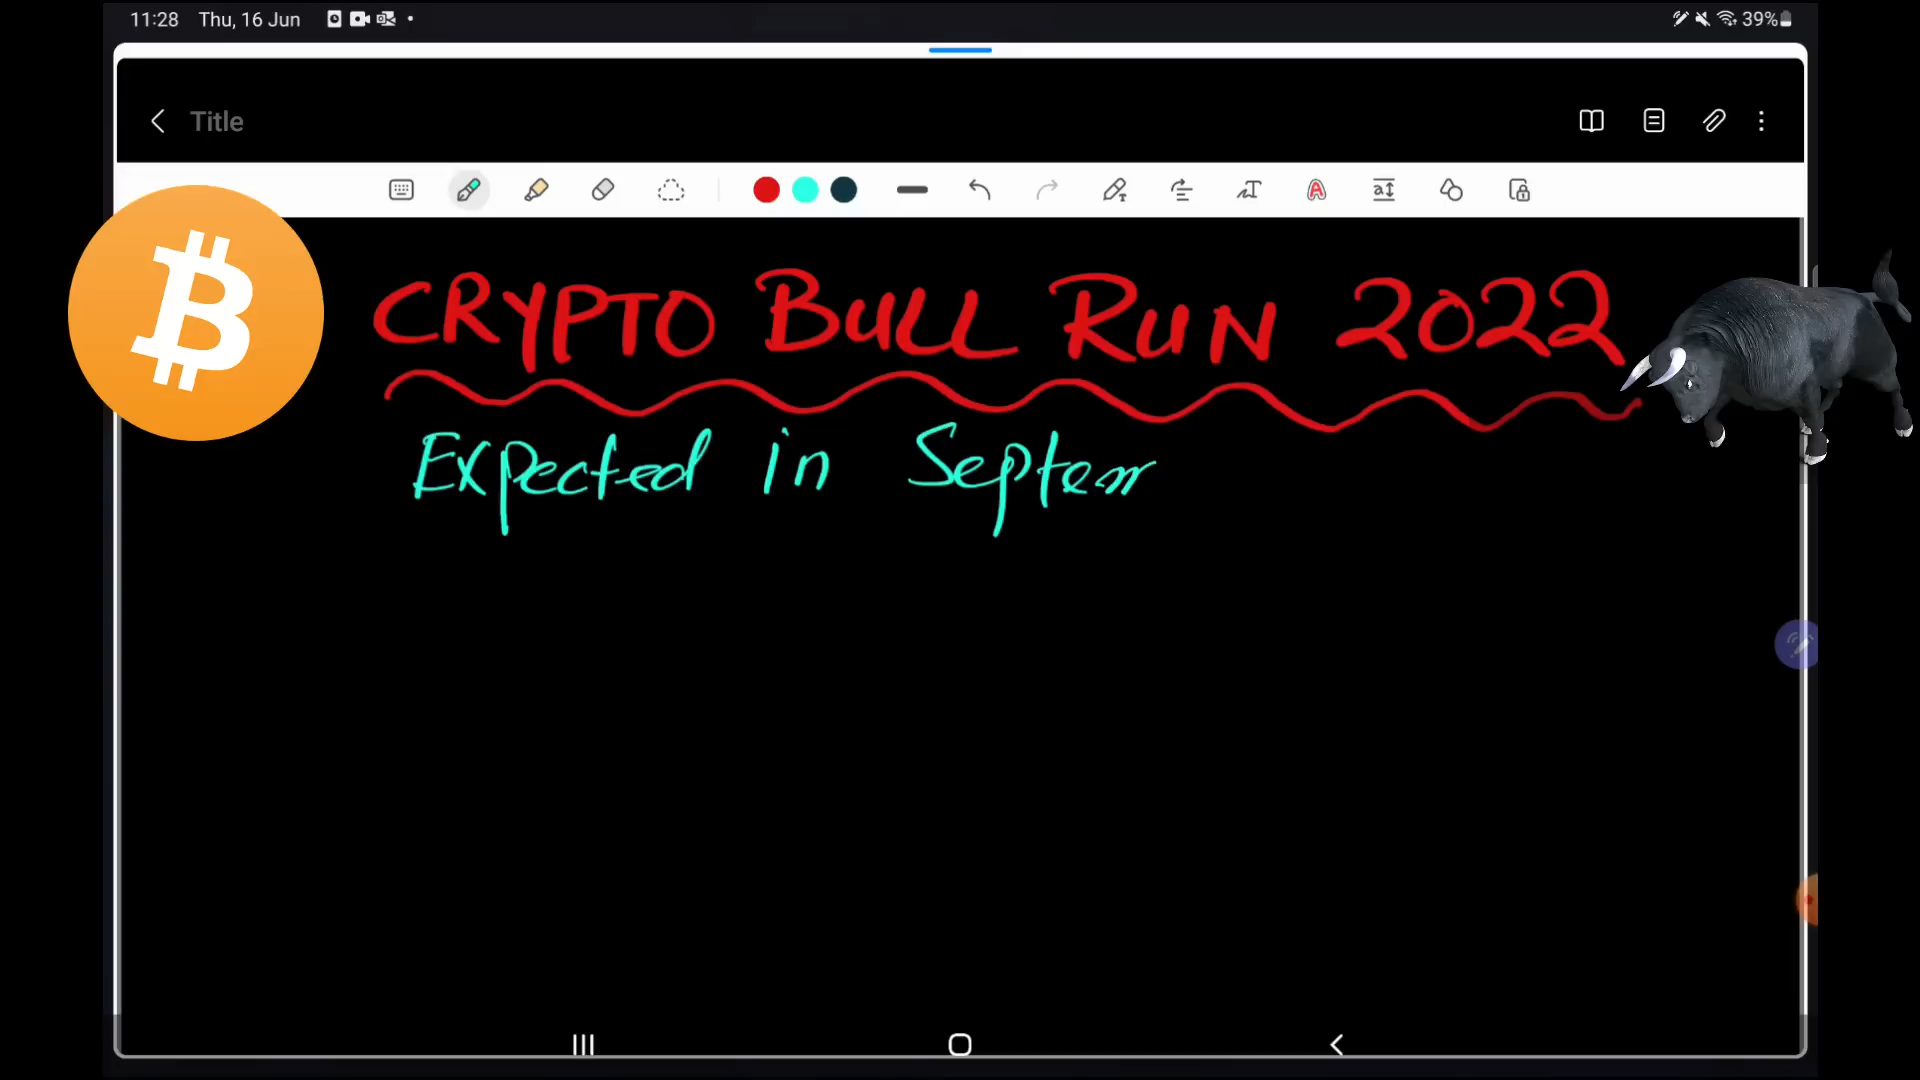 11:28 Thu, 16 Jun 39%
Title
CRYPTO BULL RUN 2022
Expected in Septem